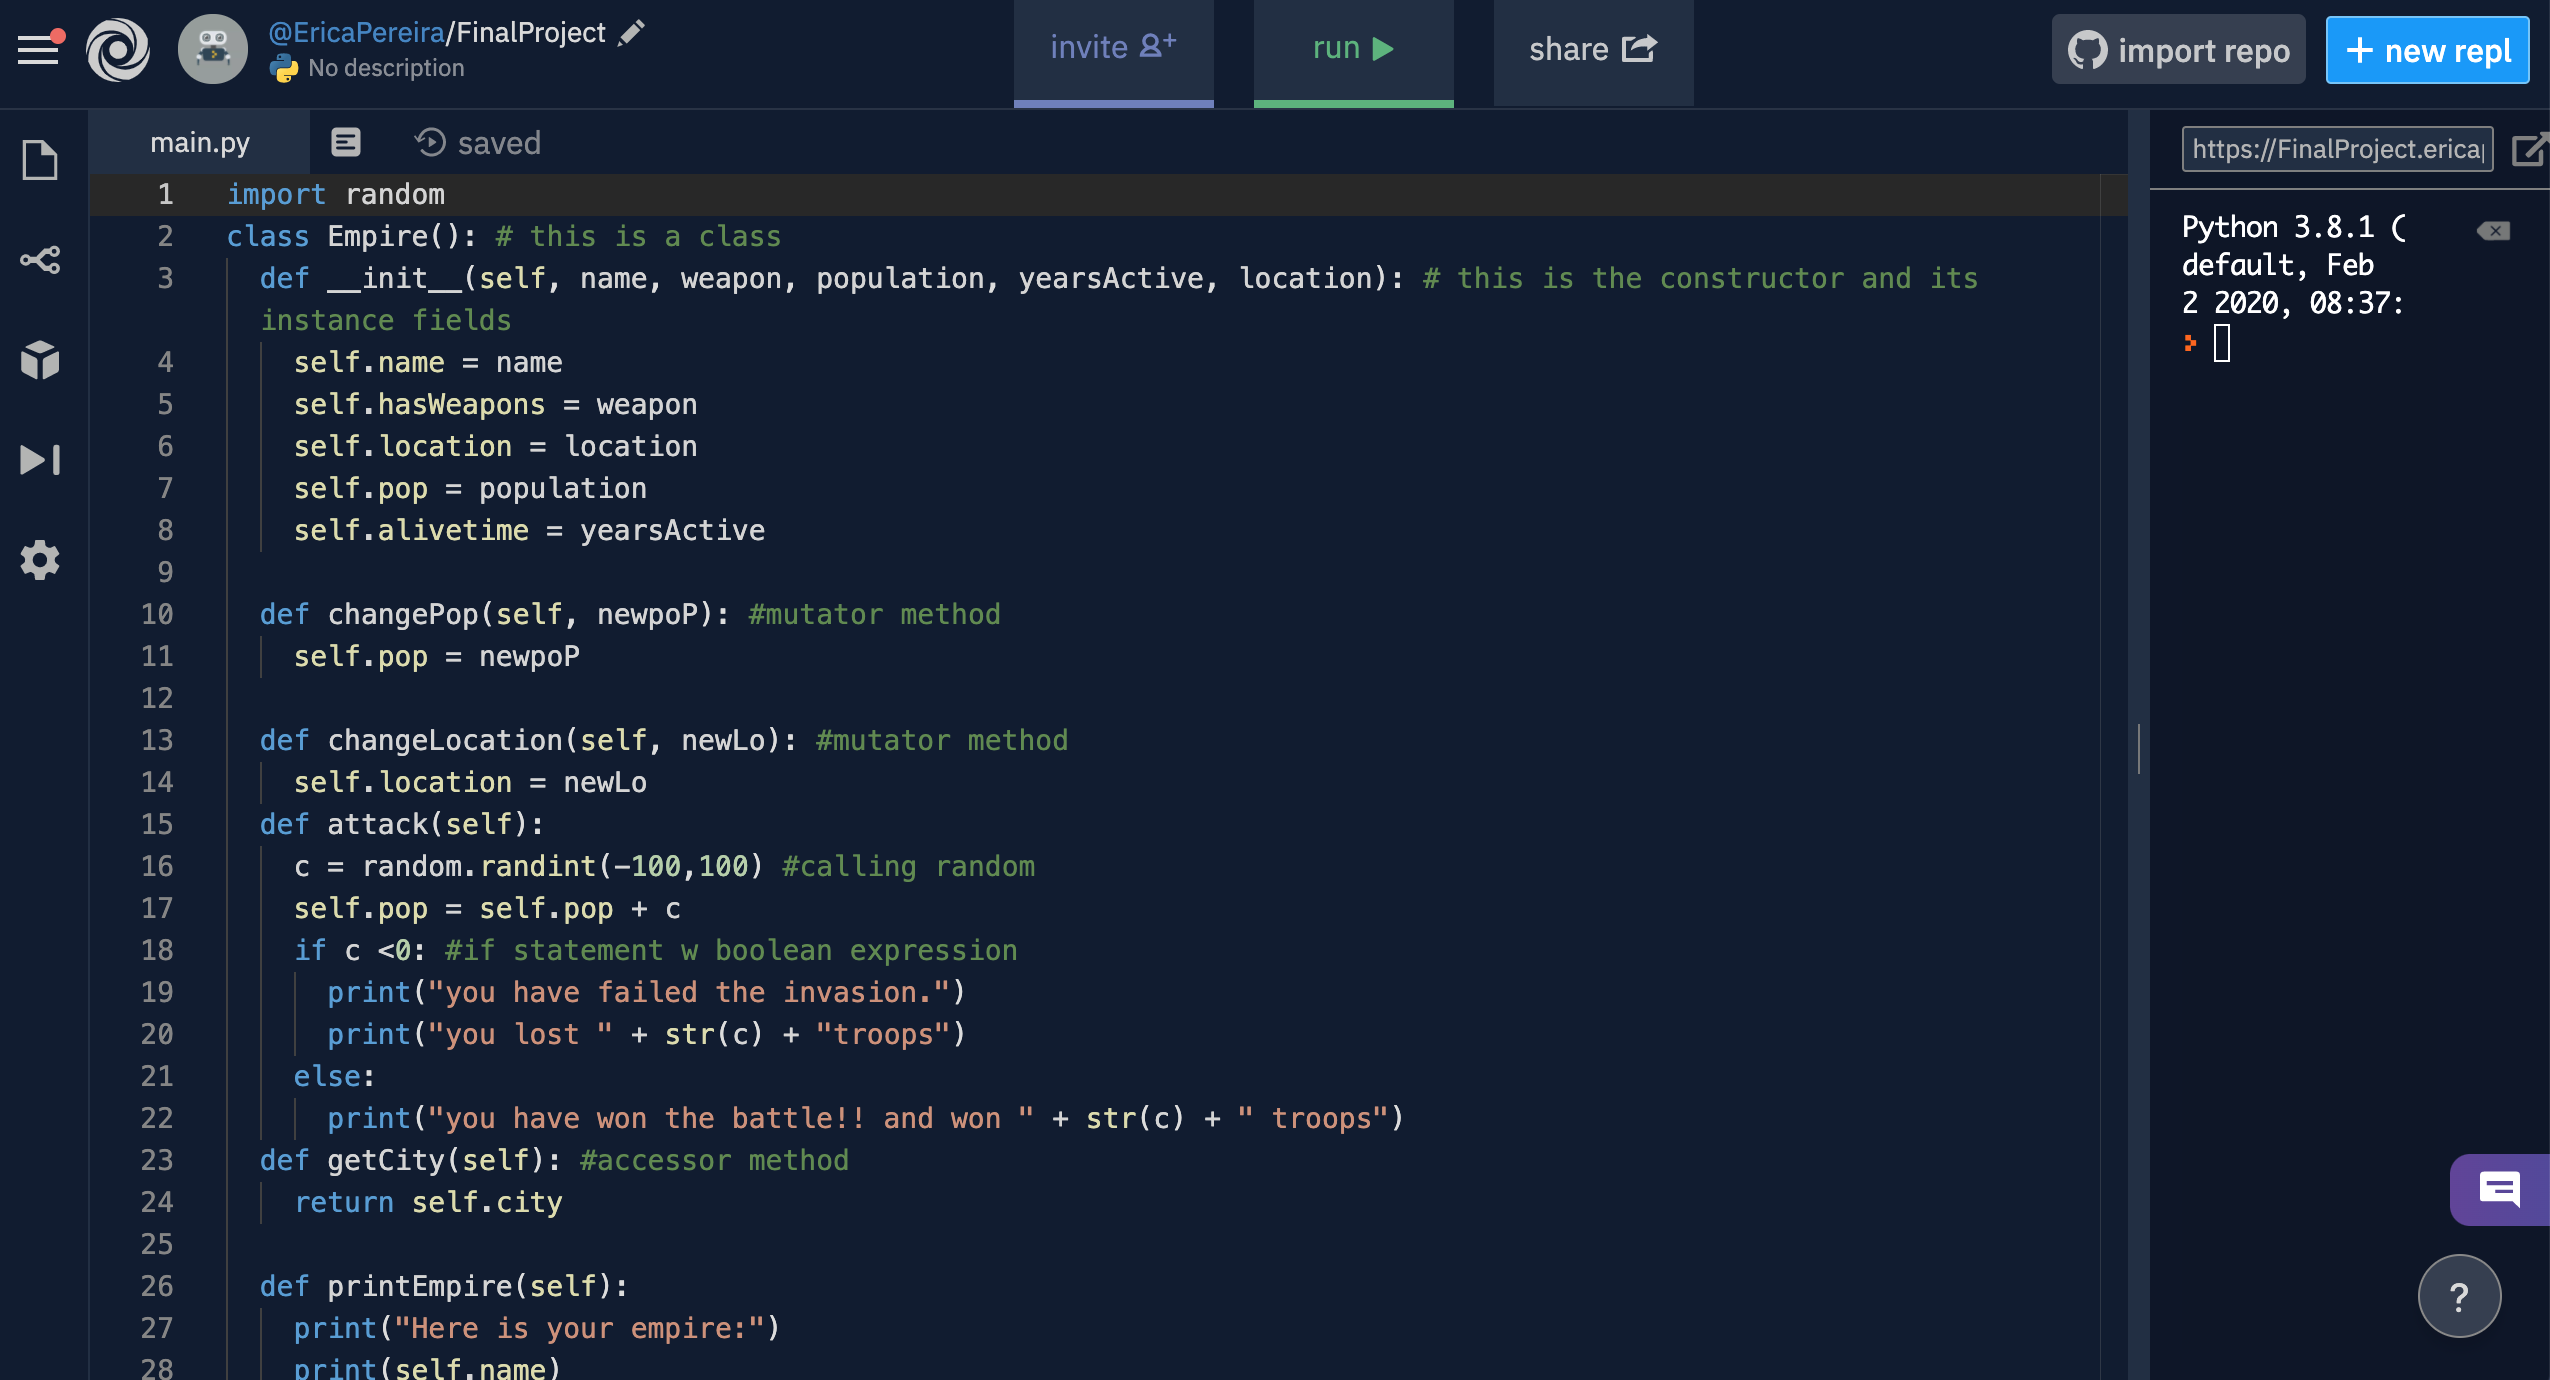 @EricaPereira/FinalProject
No description
invite
run
share
import repo
+ new repl
main.py
saved
https://FinalProject.erica
1 import random
2 class Empire(): # this is a class
3 def __init__(self, name, weapon, population, yearsActive, location): # this is the constructor and its
instance fields
4 self.name = name
5 self.hasWeapons = weapon
6 self.location = location
7 self.pop = population
8 self.alivetime = yearsActive
9
10 def changePop(self, newpoP): #mutator method
11 self.pop = newpoP
12
13 def changeLocation(self, newLo): #mutator method
14 self.location = newLo
15 def attack(self):
16 c = random.randint(-100,100) #calling random
17 self.pop = self.pop + c
18 if c <0: #if statement w boolean expression
19 print("you have failed the invasion.")
20 print("you lost " + str(c) + "troops")
21 else:
22 print("you have won the battle!! and won " + str(c) + " troops")
23 def getCity(self): #accessor method
24 return self.city
25
26 def printEmpire(self):
27 print("Here is your empire:")
28 print(self.name)
Python 3.8.1 (
default, Feb
2 2020, 08:37:
?